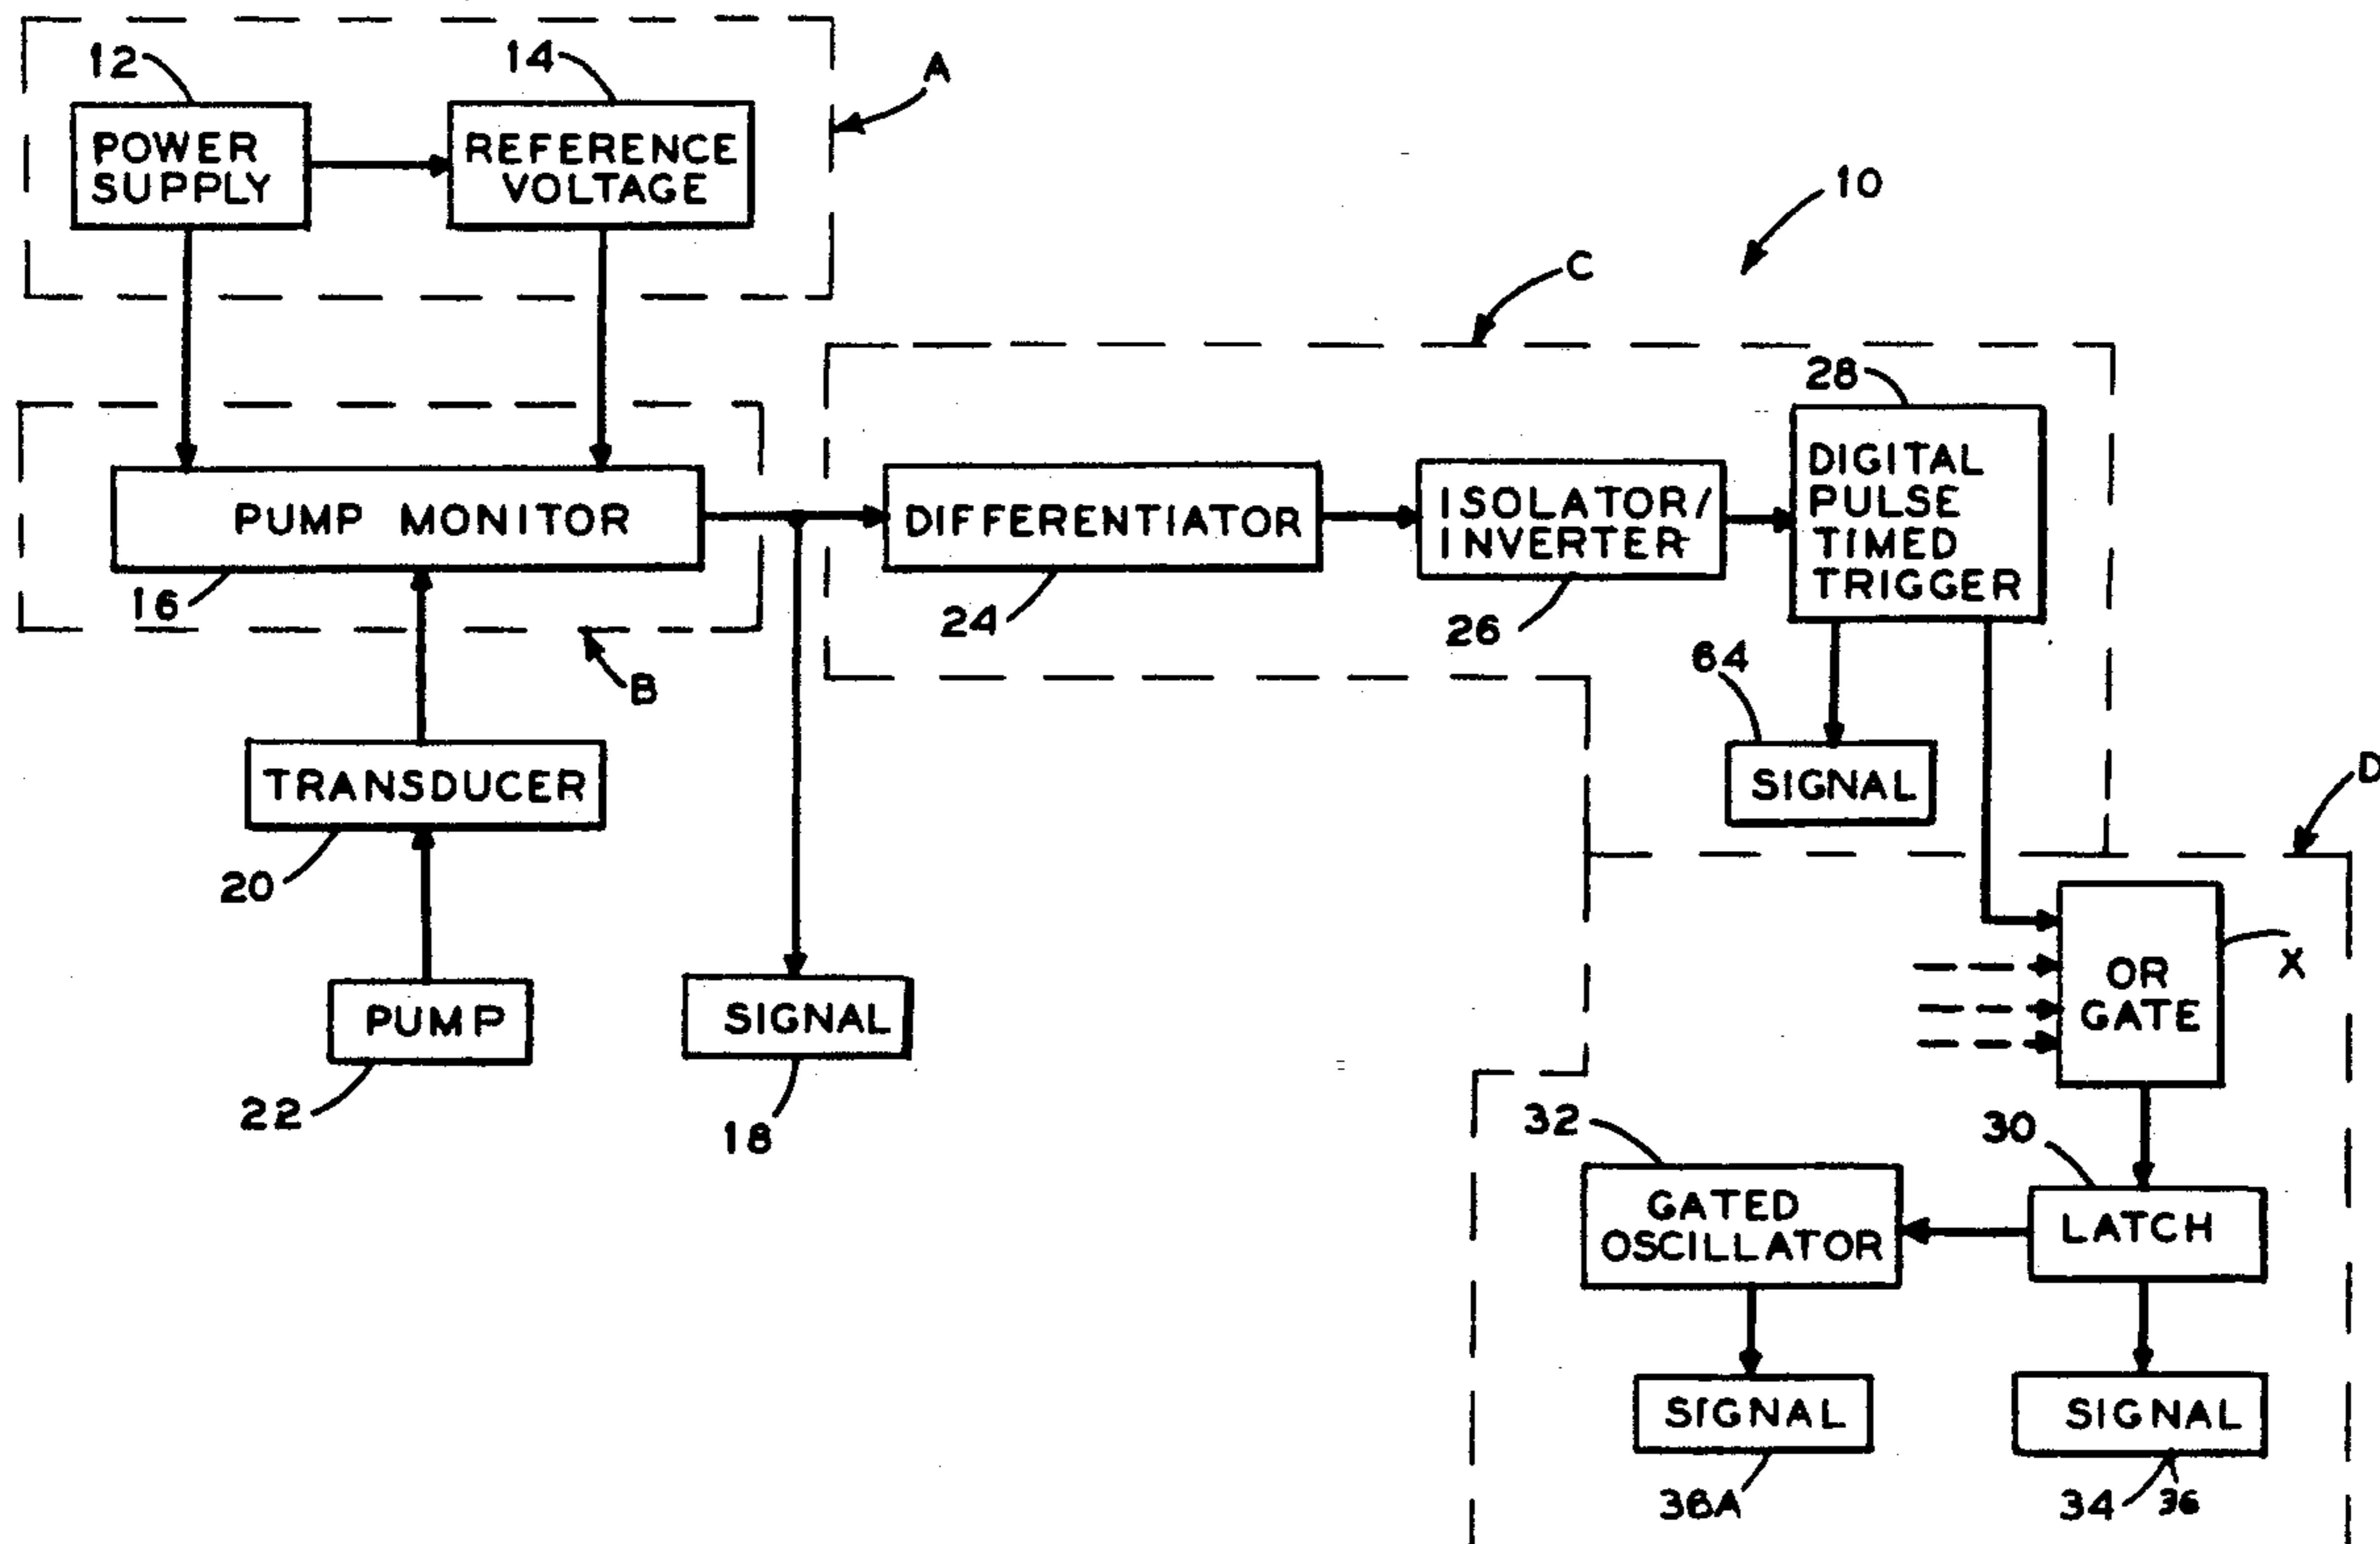 12
14
A
POWER
SUPPLY
REFERENCE
VOLTAGE
10
C
28
PUMP MONITOR
DIFFERENTIATOR
ISOLATOR/
INVERTER
DIGITAL
PULSE
TIMED
TRIGGER
16
24
26
64
B
TRANSDUCER
SIGNAL
D
20
X
OR
GATE
PUMP
SIGNAL
22
18
32
30
GATED
OSCILLATOR
LATCH
SIGNAL
SIGNAL
36A
34 36